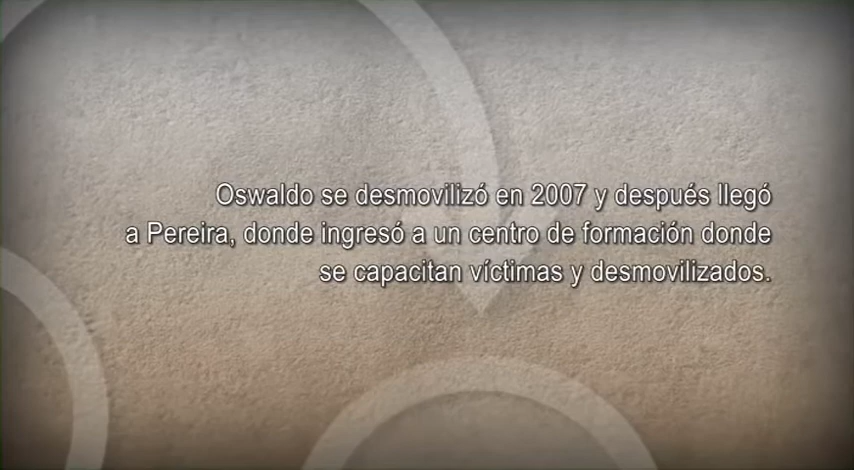 Oswaldo se desmovilizó en 2007 y después llegó
a Pereira, donde ingresó a un centro de formación donde
se capacitan víctimas y desmovilizados.